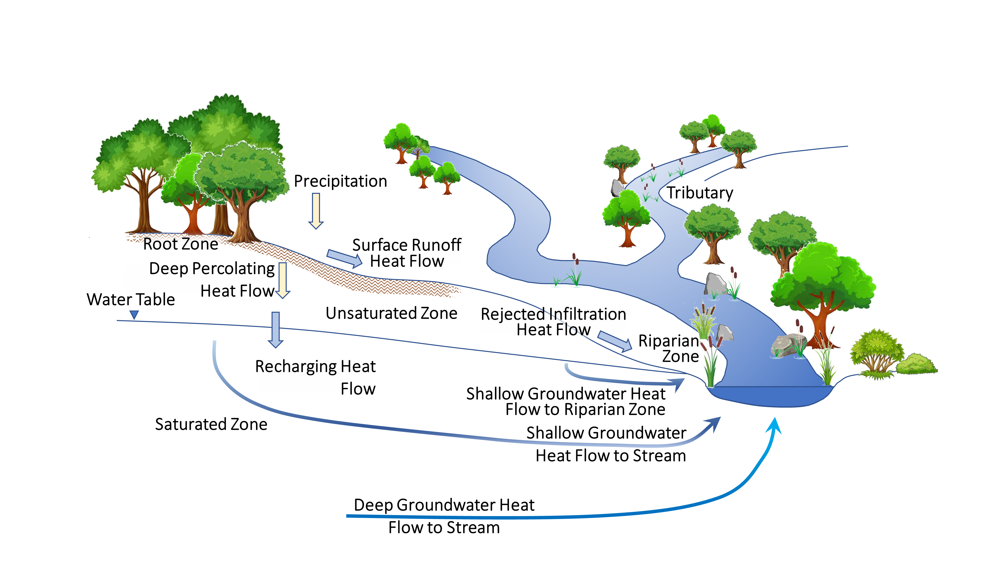 Precipitation
Tributary
Root Zone
Surface Runoff
Heat Flow
Deep Percolating
Heat Flow
Water Table
Unsaturated Zone
Rejected Infiltration
Heat Flow
Riparian
Zone
Recharging Heat
Flow
Shallow Groundwater Heat
Flow to Riparian Zone
Saturated Zone
Shallow Groundwater
Heat Flow to Stream
Deep Groundwater Heat
Flow to Stream